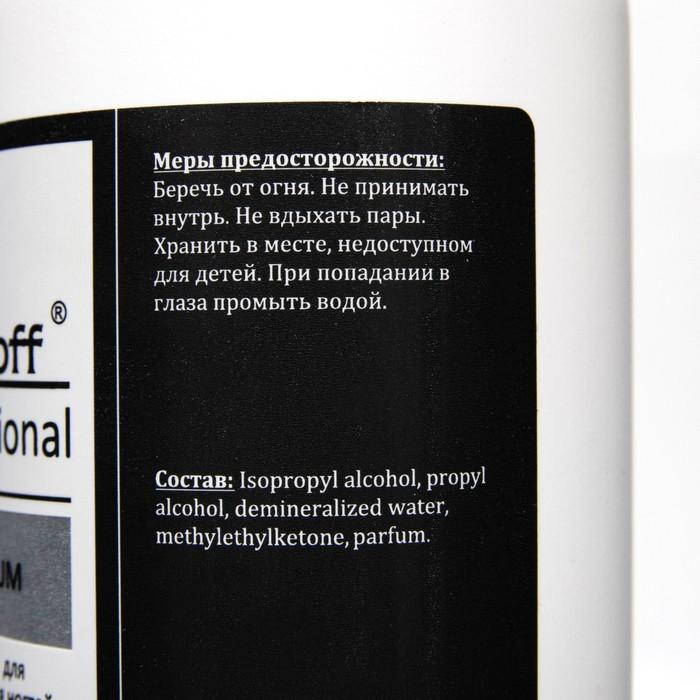 Меры предосторожности:
Беречь от огня. Не принимать
внутрь. Не вдыхать пары.
Хранить в месте, недоступном
для детей. При попадании в
глаза промыть водой.
Состав: Isopropyl alcohol, propyl
alcohol, demineralized water,
methylethylketone, parfum.
off®
ional
UM
для